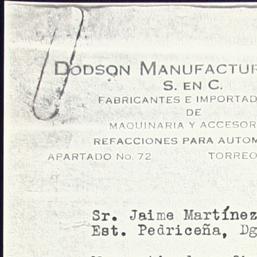 DODSON MANUFACTUR
S. EN C.
FABRICANTES E IMPORTAD
DE
MAQUINARIA Y ACCESOR
REFACCIONES PARA AUTOM
APARTADO No. 72 TORREO
Sr. Jaime Martínez
Est. Pedriceña, Dg